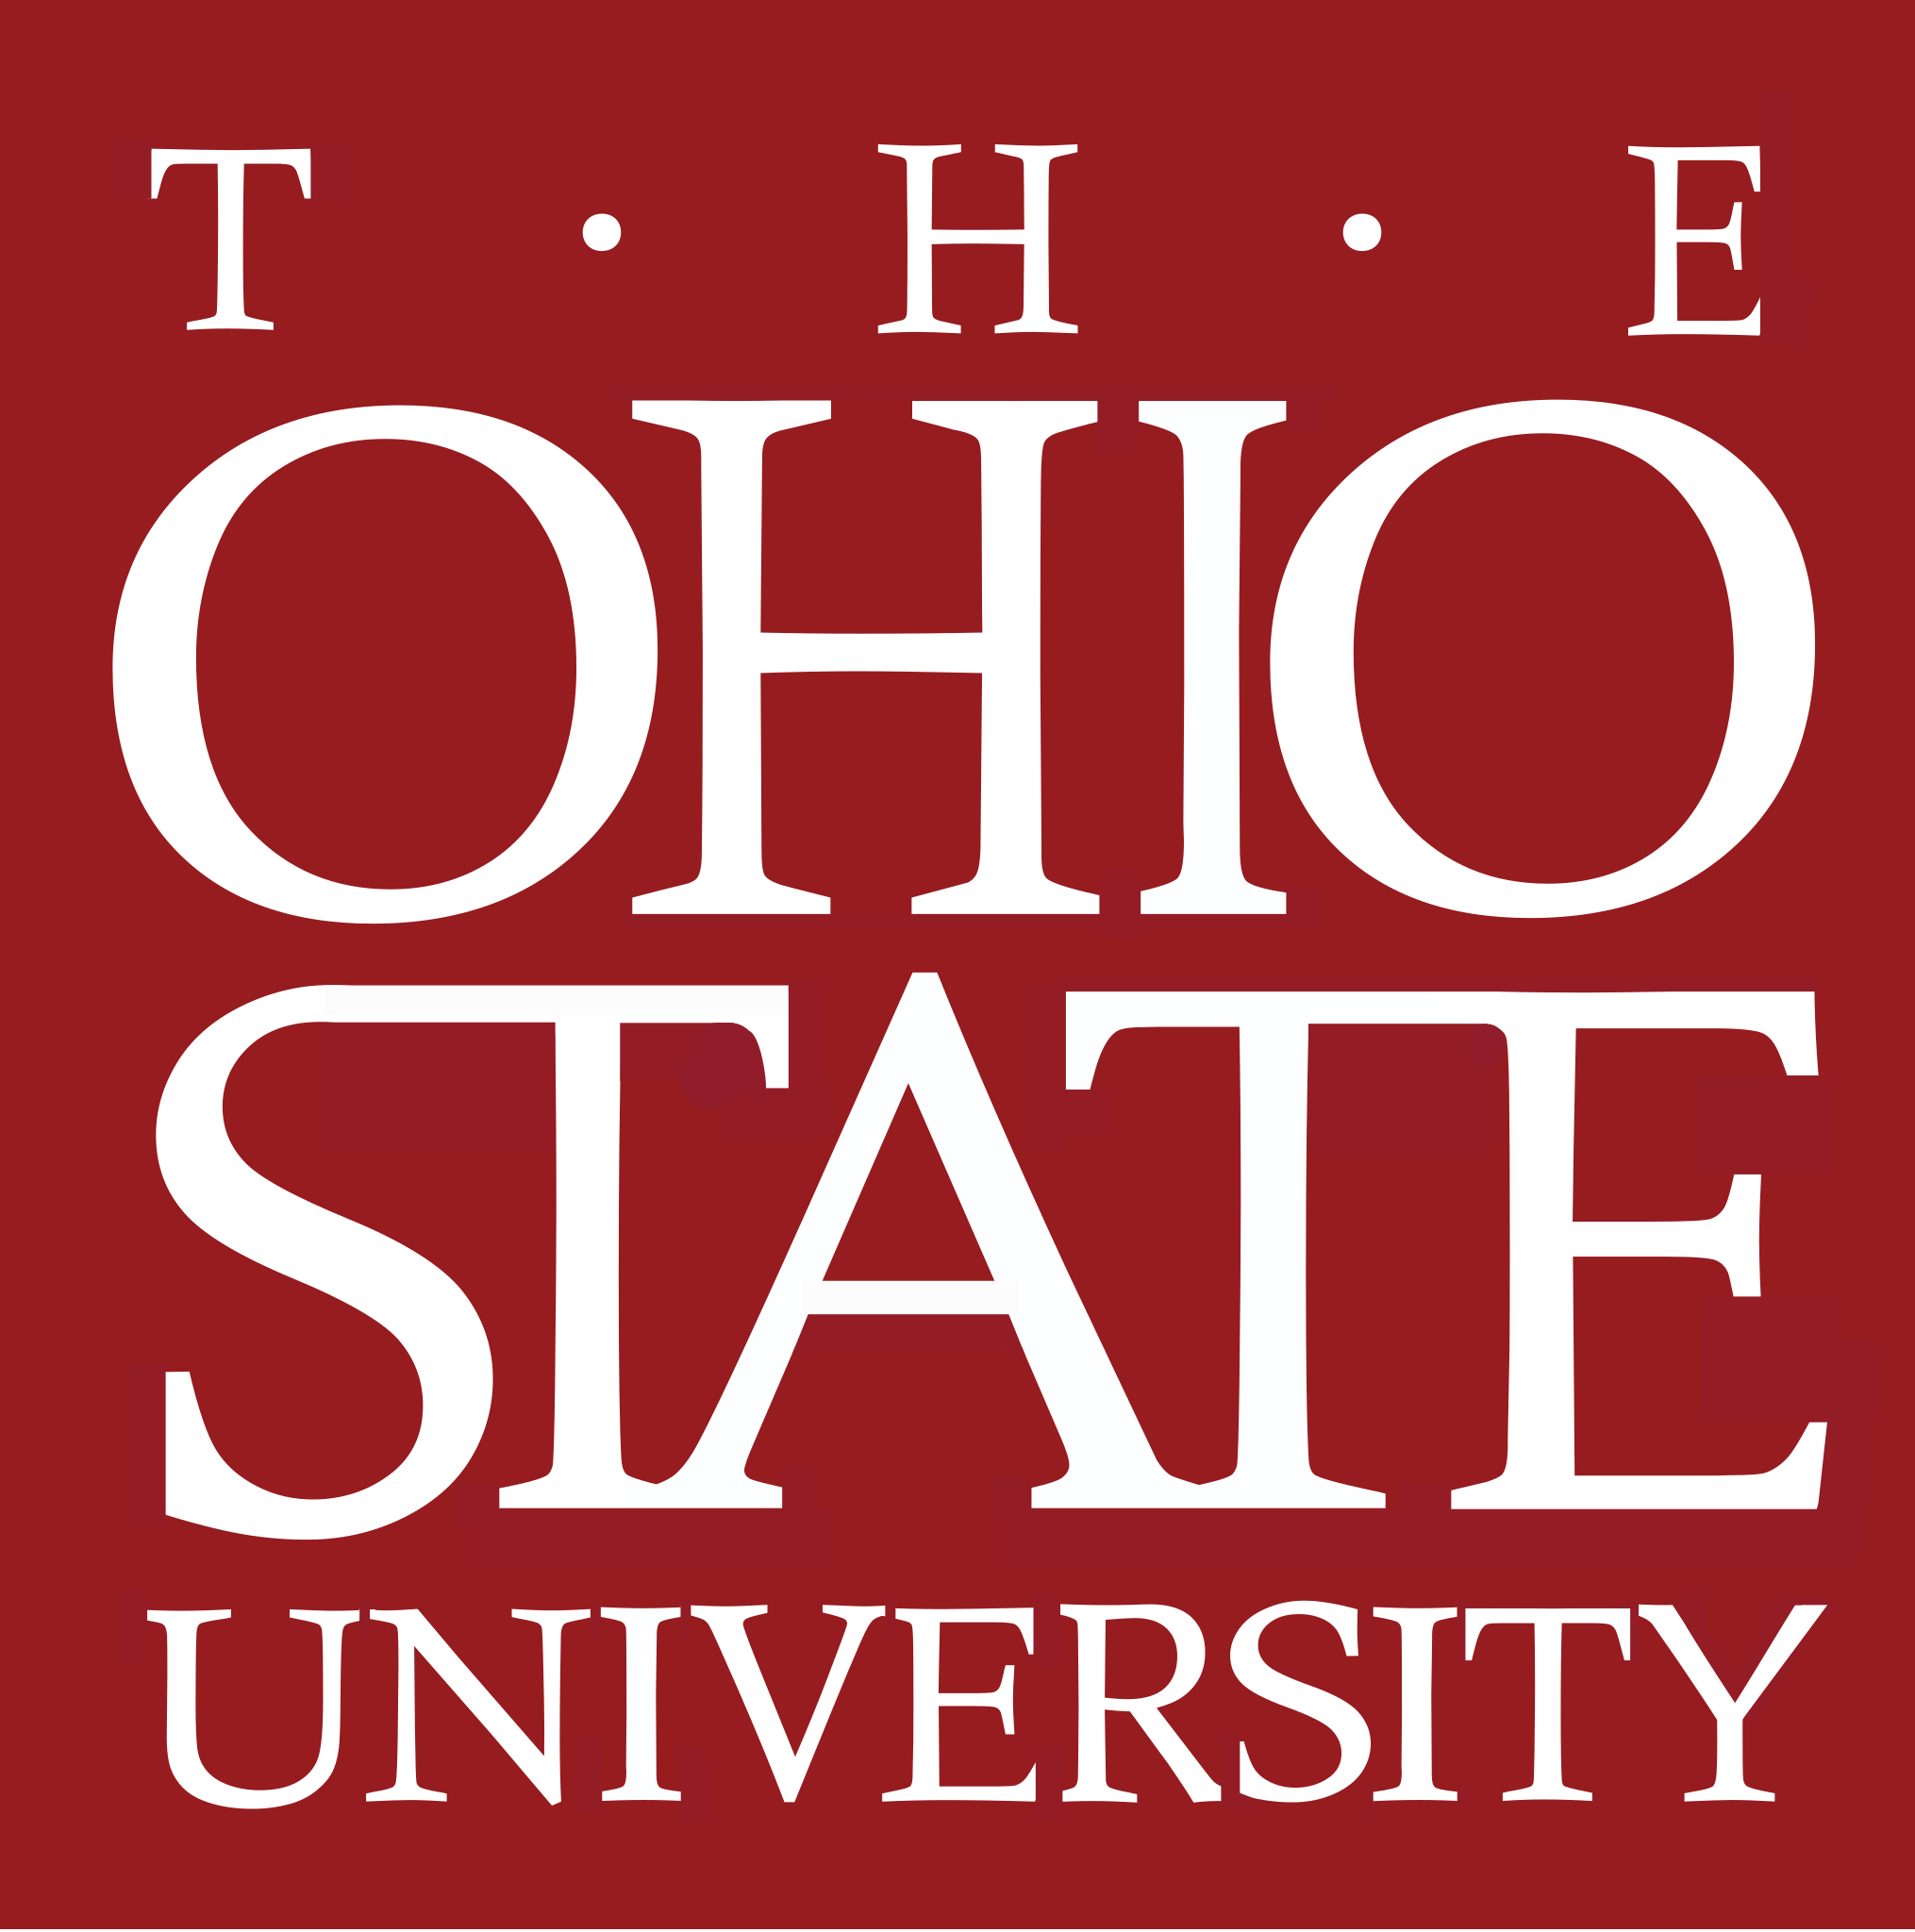 T · H · E
OHIO
STATE
UNIVERSITY